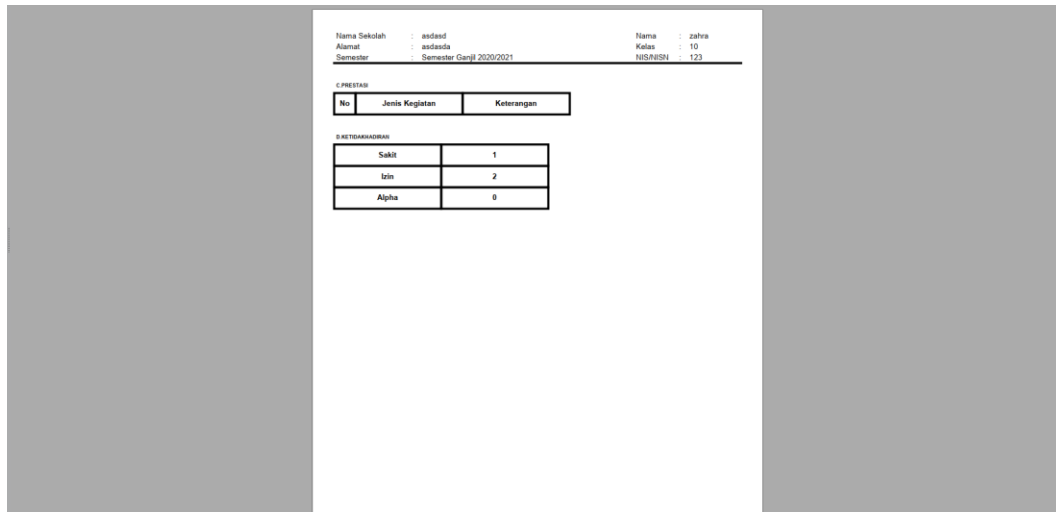 Nama Sekolah : asdasd Nama : zahra
Alamat : asdasda Kelas : 10
Semester : Semester Ganjil 2020/2021 NIS/NISN : 123
C.PRESTASI
No Jenis Kegiatan Keterangan
D.KETIDAKHADIRAN
Sakit 1
Izin 2
Alpha 0